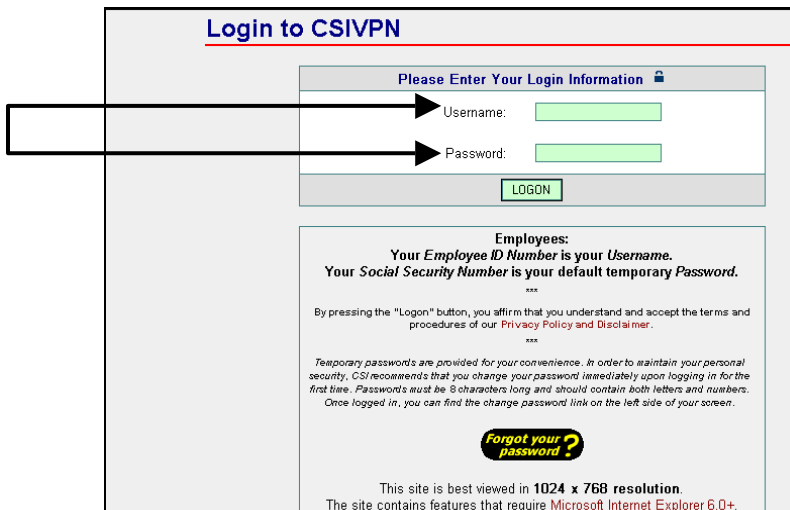 Login to CSIVPN
Please Enter Your Login Information
Username:
Password:
LOGON
Employees:
Your Employee ID Number is your Username.
Your Social Security Number is your default temporary Password.
***
By pressing the "Logon" button, you affirm that you understand and accept the terms and
procedures of our Privacy Policy and Disclaimer.
***
Temporary passwords are provided for your convenience. In order to maintain your personal
security, CSI recommends that you change your password immediately upon logging in for the
first time. Passwords must be 8 characters long and should contain both letters and numbers.
Once logged in, you can find the change password link on the left side of your screen.
Forgot your
password ?
This site is best viewed in 1024 x 768 resolution.
The site contains features that require Microsoft Internet Explorer 6.0+.